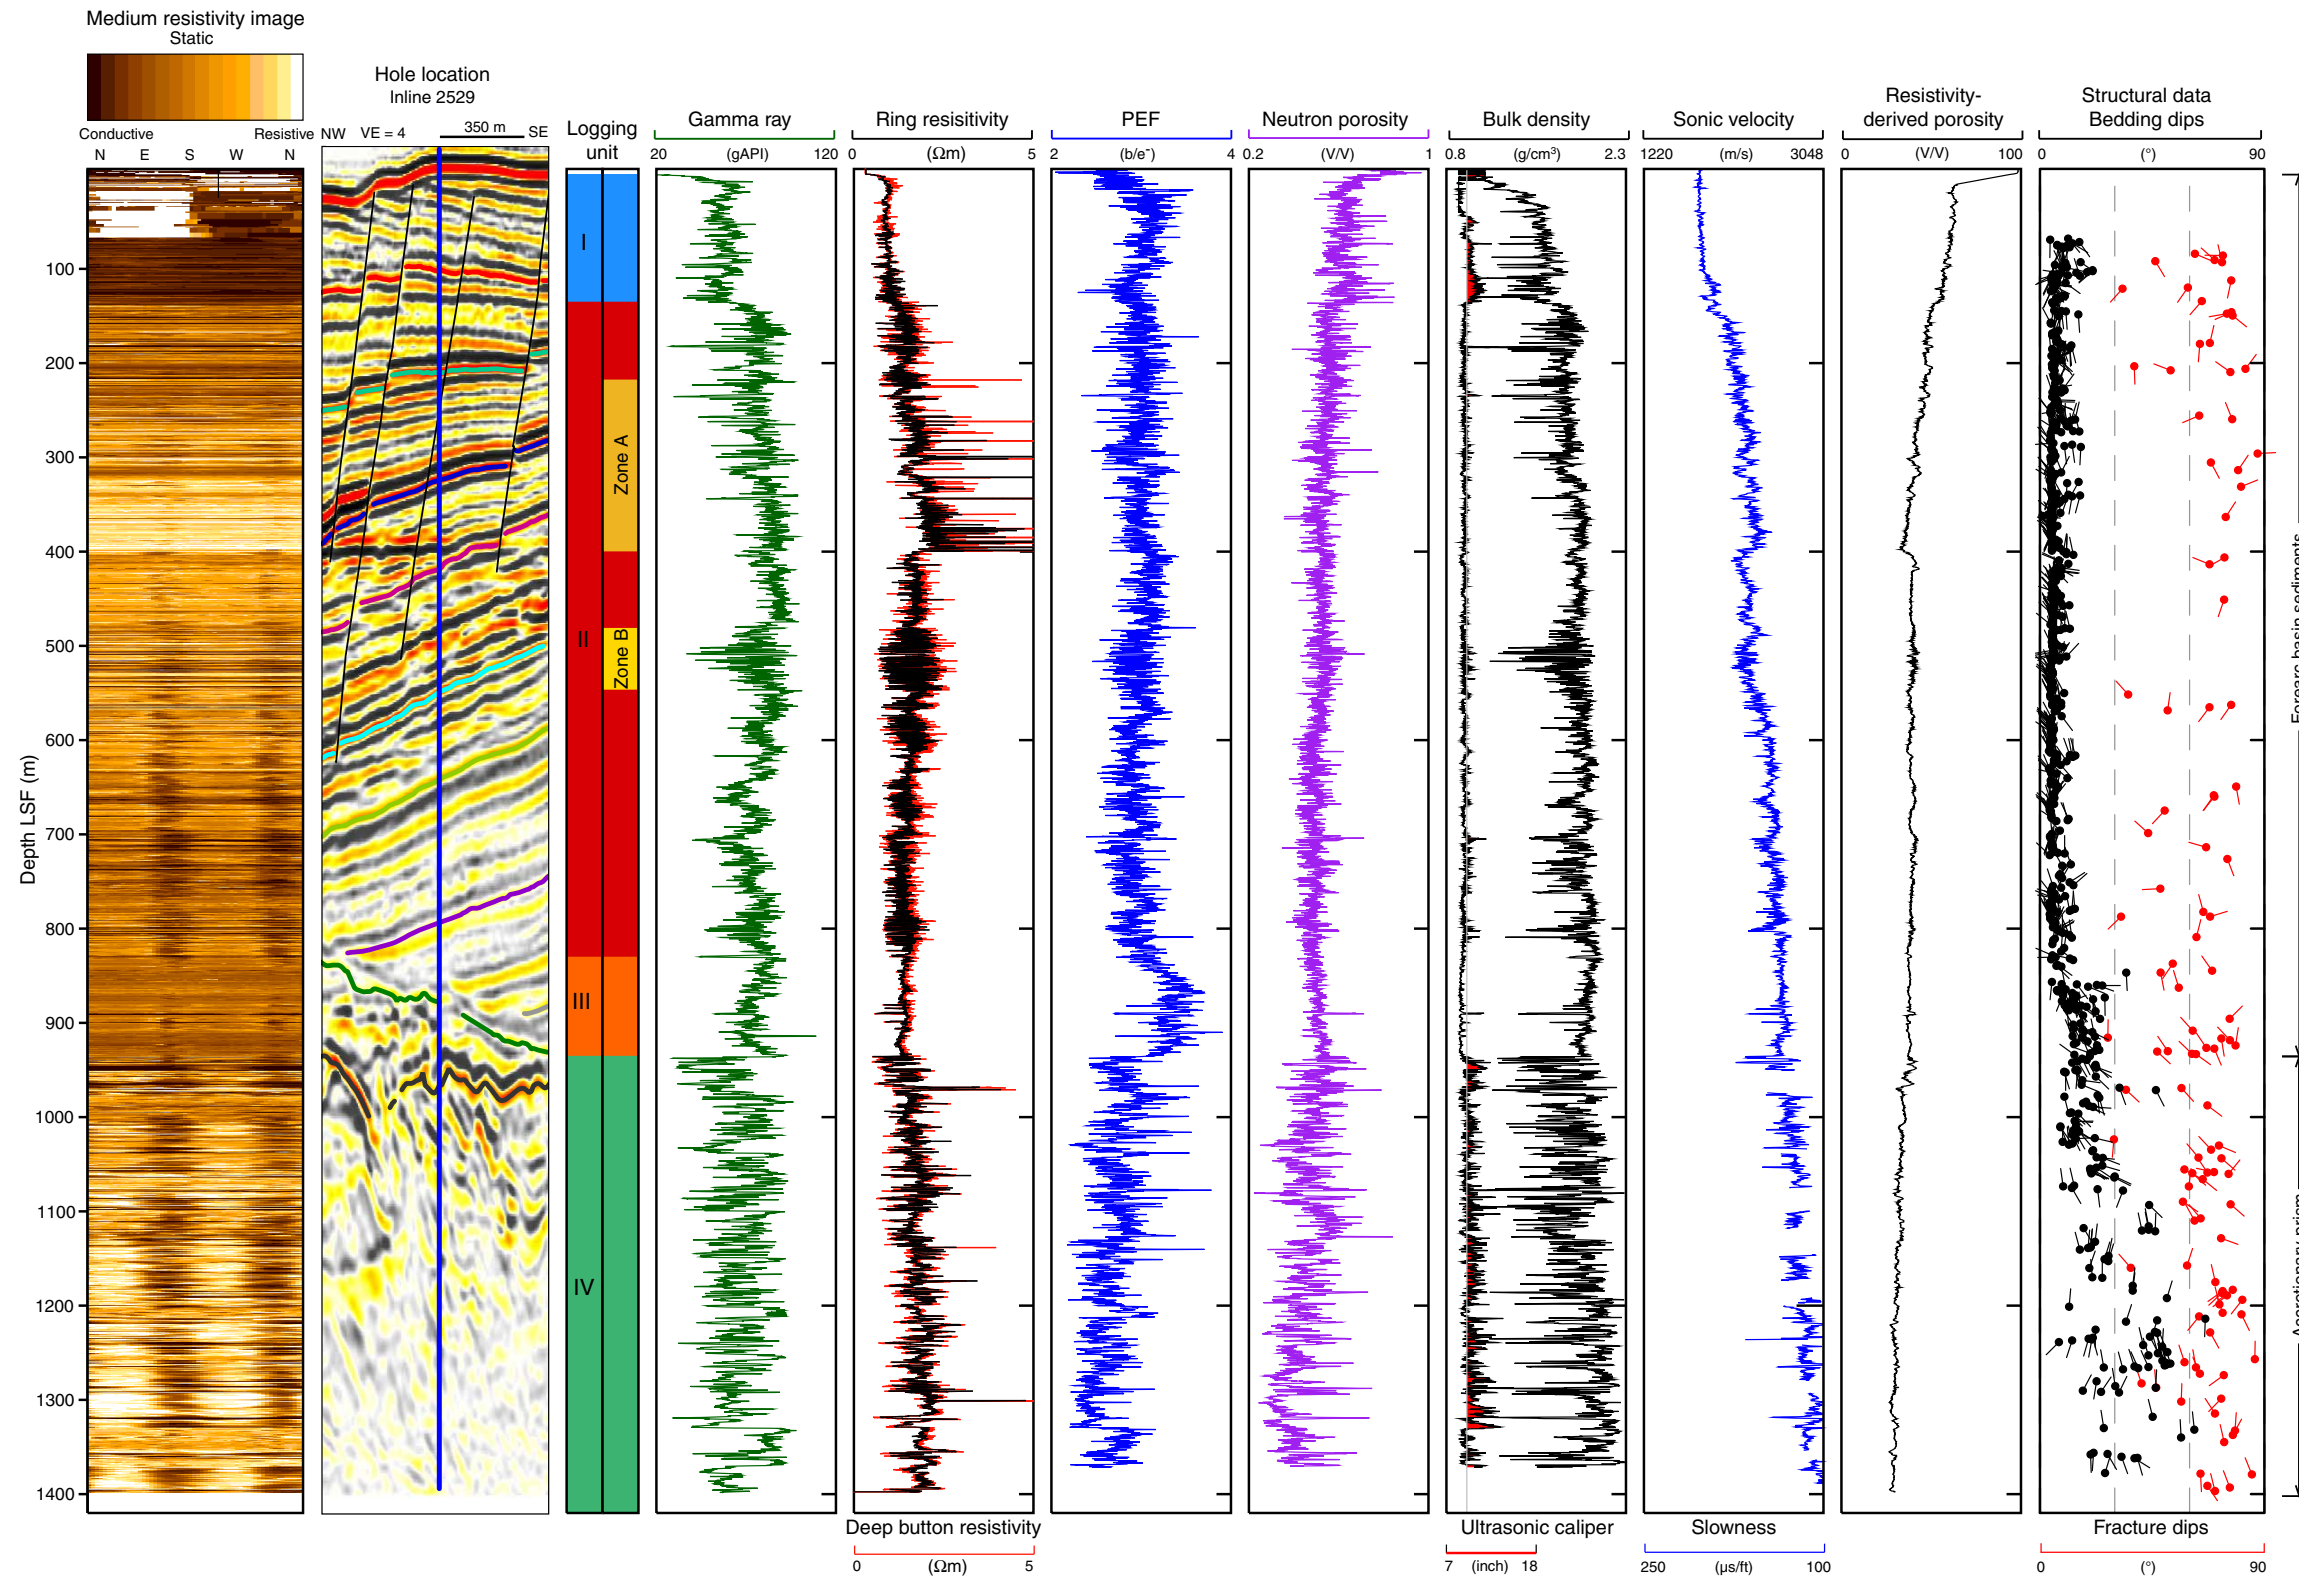 Medium resistivity image
Static
Conductive
Resistive
N E S W N
Hole location
Inline 2529
NW VE = 4 350 m SE
Logging
unit
Gamma ray
20 (gAPI) 120
Ring resisitivity
0 (Ωm) 5
PEF
2 (b/e⁻) 4
Neutron porosity
0.2 (V/V) 1
Bulk density
0.8 (g/cm³) 2.3
Sonic velocity
1220 (m/s) 3048
Resistivity-
derived porosity
0 (V/V) 100
Structural data
Bedding dips
0 (°) 90
Depth LSF (m)
100
200
300
400
500
600
700
800
900
1000
1100
1200
1300
1400
I
II
III
IV
Zone A
Zone B
Forearc basin sediments
Accretionary prism
Deep button resistivity
0 (Ωm) 5
Ultrasonic caliper
7 (inch) 18
Slowness
250 (µs/ft) 100
Fracture dips
0 (°) 90